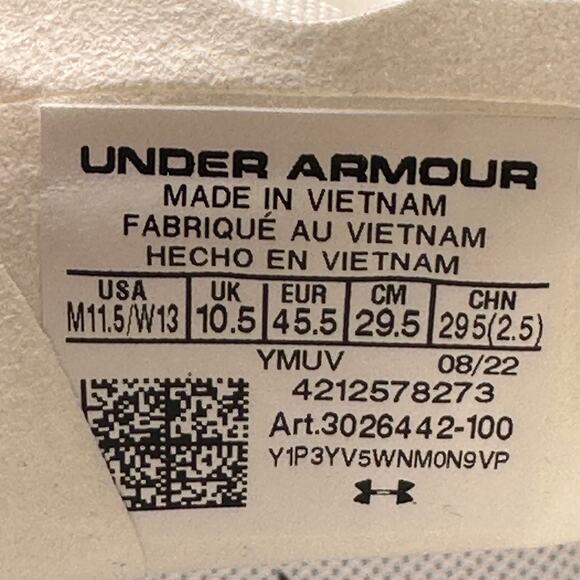 UNDER ARMOUR
MADE IN VIETNAM
FABRIQUÉ AU VIETNAM
HECHO EN VIETNAM
USA UK EUR CM CHN
M11.5/W13 10.5 45.5 29.5 295(2.5)
YMUV 08/22
4212578273
Art.3026442-100
Y1P3YV5WNM0N9VP